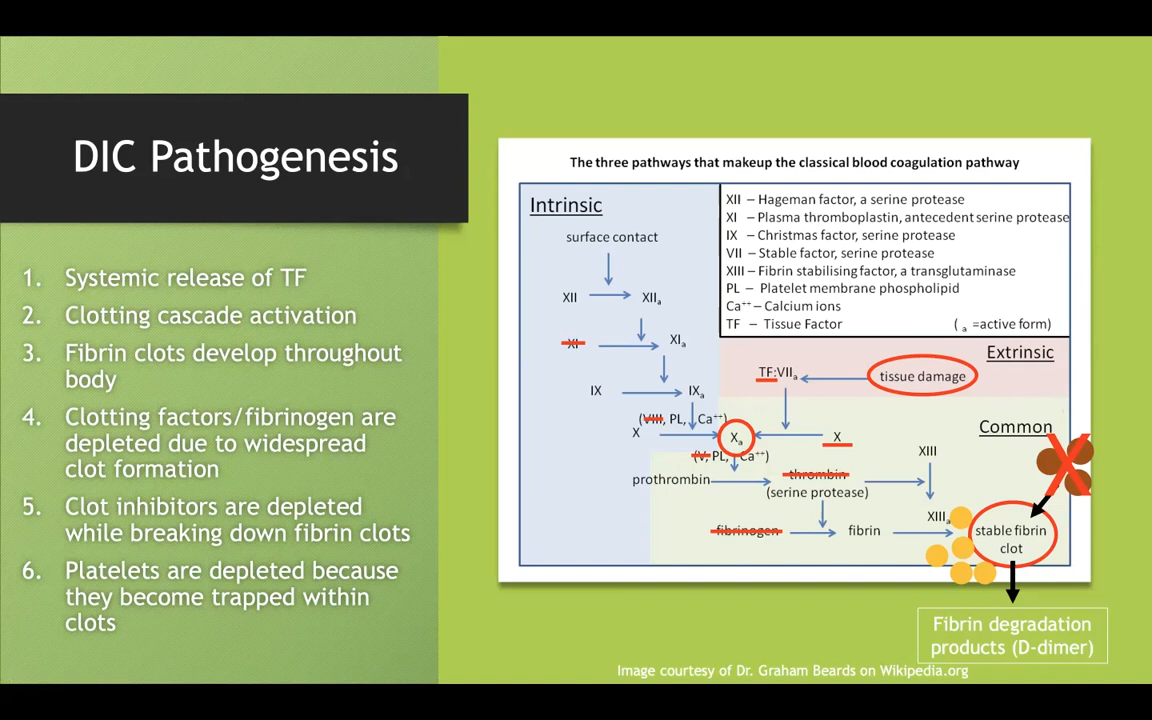 DIC Pathogenesis
1. Systemic release of TF
2. Clotting cascade activation
3. Fibrin clots develop throughout
body
4. Clotting factors/fibrinogen are
depleted due to widespread
clot formation
5. Clot inhibitors are depleted
while breaking down fibrin clots
6. Platelets are depleted because
they become trapped within
clots
The three pathways that makeup the classical blood coagulation pathway
Intrinsic
surface contact
XII XIIa
XI XIa
IX IXa
(VIII, PL, Ca++)
X Xa X
(V, PL, Ca++)
XII – Hageman factor, a serine protease
XI – Plasma thromboplastin, antecedent serine protease
IX – Christmas factor, serine protease
VII – Stable factor, serine protease
XIII – Fibrin stabilising factor, a transglutaminase
PL – Platelet membrane phospholipid
Ca++ – Calcium ions
TF – Tissue Factor ( a =active form)
Extrinsic
TF:VIIa tissue damage
Common
XIII
prothrombin thrombin
(serine protease)
XIIIa
fibrinogen fibrin stable fibrin
clot
Fibrin degradation
products (D-dimer)
Image courtesy of Dr. Graham Beards on Wikipedia.org